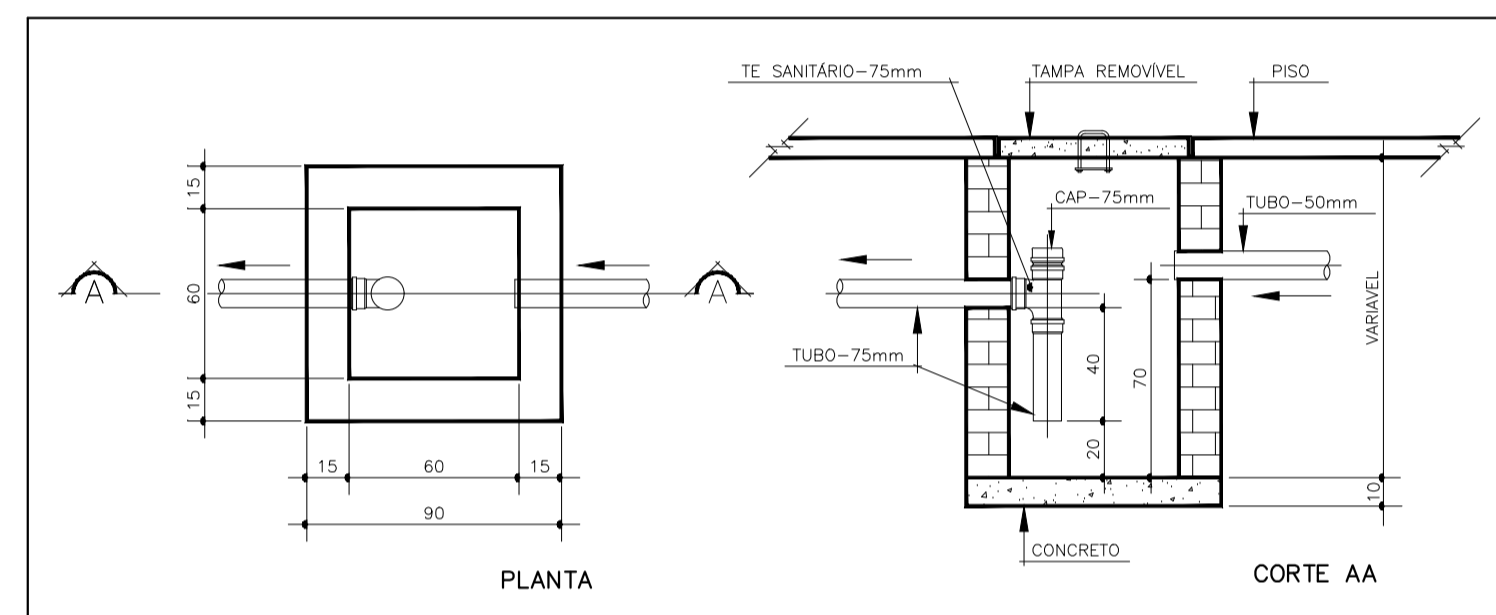 TE SANITÁRIO-75mm
TAMPA REMOVÍVEL
PISO
CAP-75mm
TUBO-50mm
15
60
15
A
A
VARIAVEL
TUBO-75mm
40
70
20
10
15
60
15
90
CONCRETO
PLANTA
CORTE AA